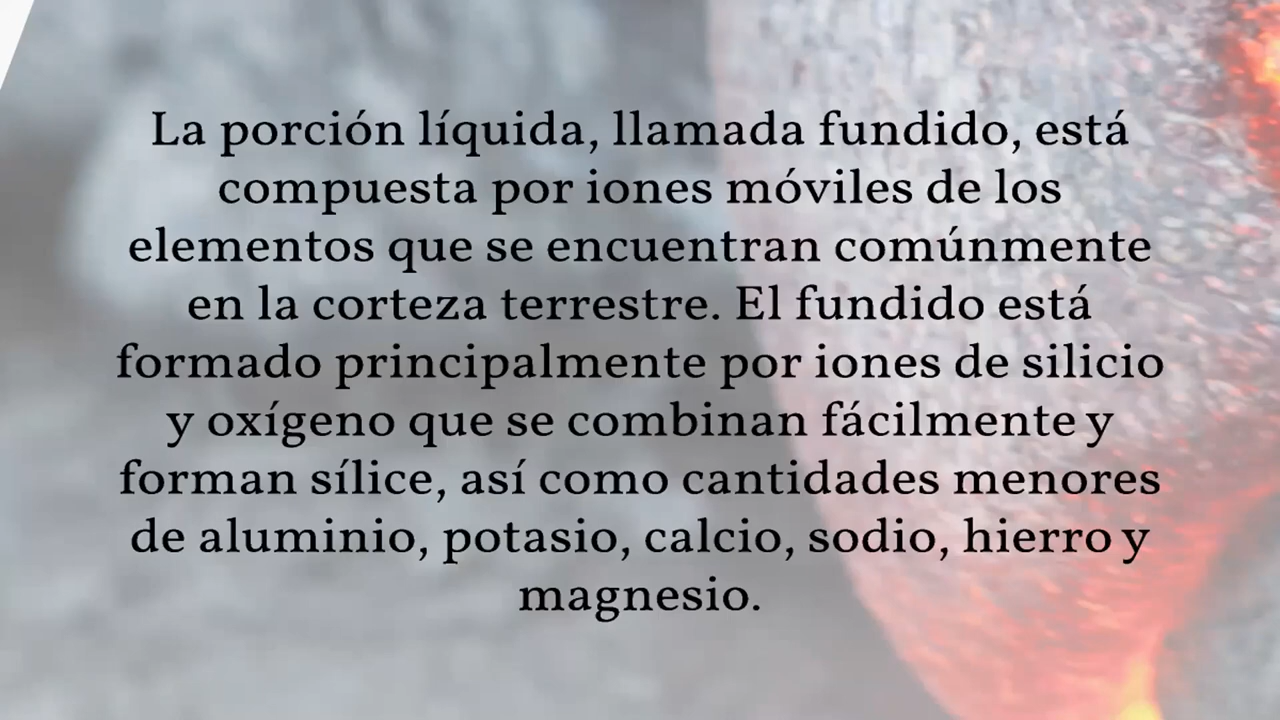 La porción líquida, llamada fundido, está
compuesta por iones móviles de los
elementos que se encuentran comúnmente
en la corteza terrestre. El fundido está
formado principalmente por iones de silicio
y oxígeno que se combinan fácilmente y
forman sílice, así como cantidades menores
de aluminio, potasio, calcio, sodio, hierro y
magnesio.